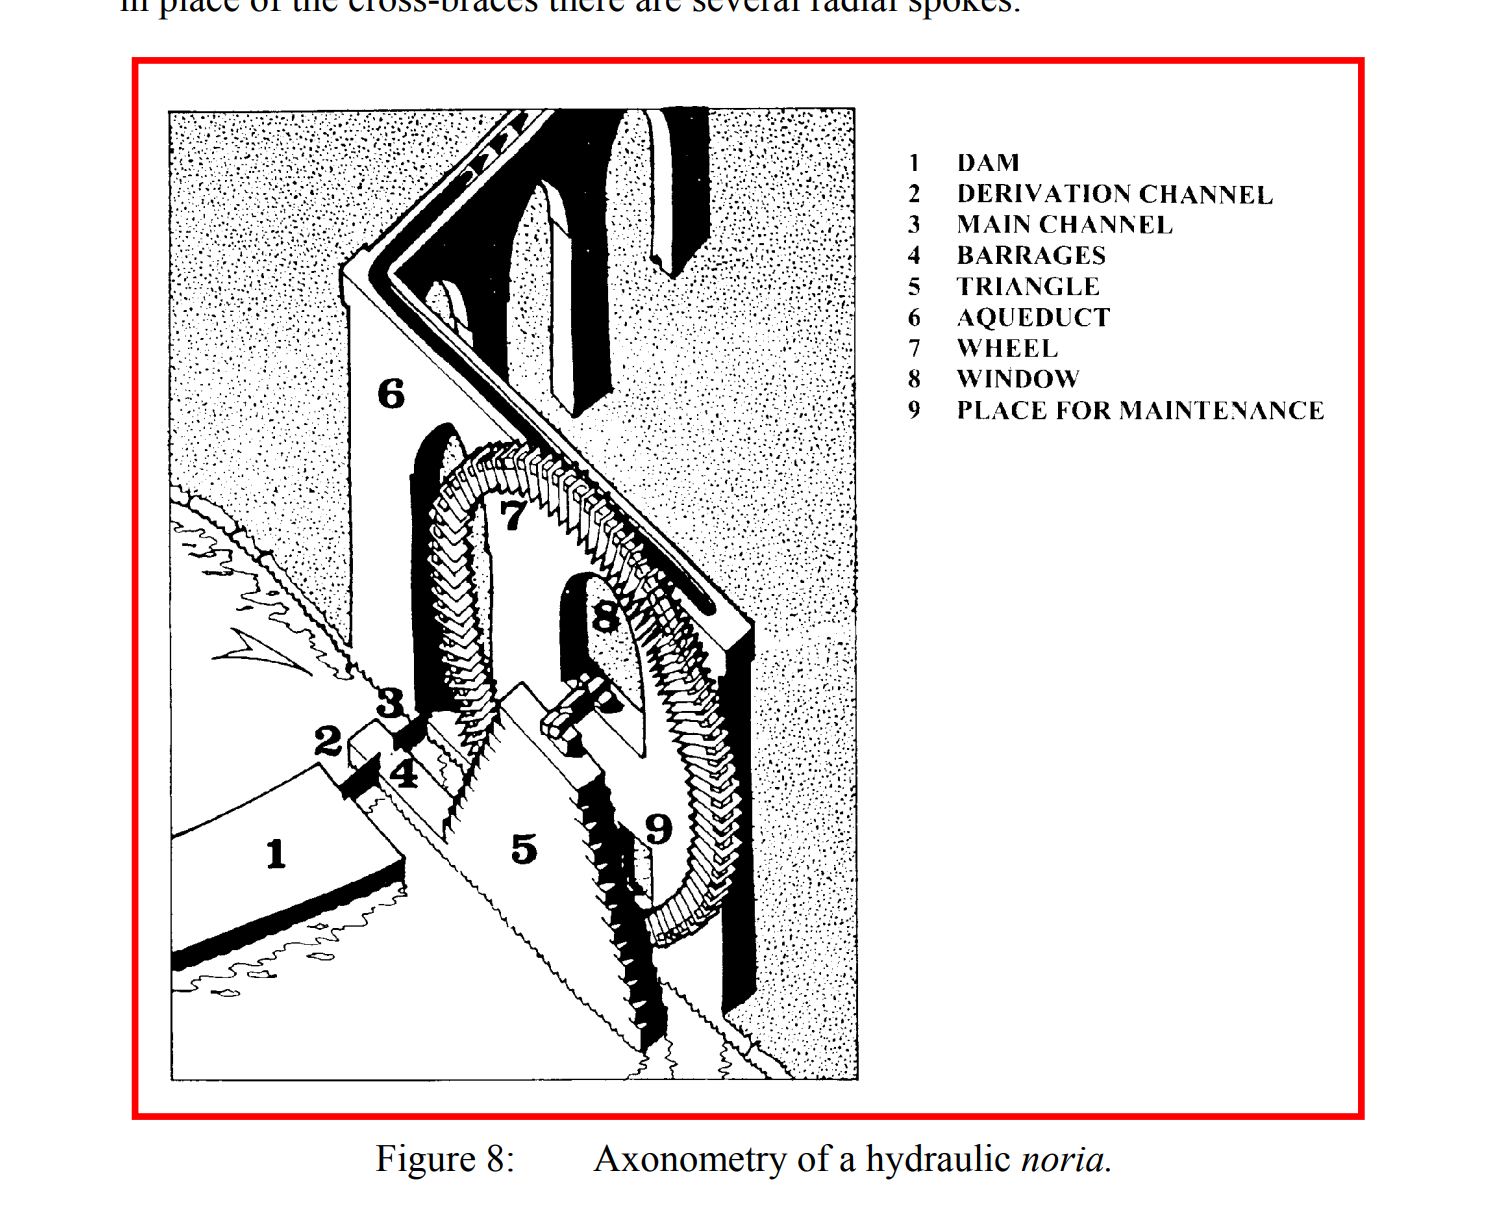 in place of the cross-braces there are several radial spokes.
1 DAM
2 DERIVATION CHANNEL
3 MAIN CHANNEL
4 BARRAGES
5 TRIANGLE
6 AQUEDUCT
7 WHEEL
8 WINDOW
9 PLACE FOR MAINTENANCE
6
7
8
3
2
4
9
5
1
Figure 8: Axonometry of a hydraulic noria.